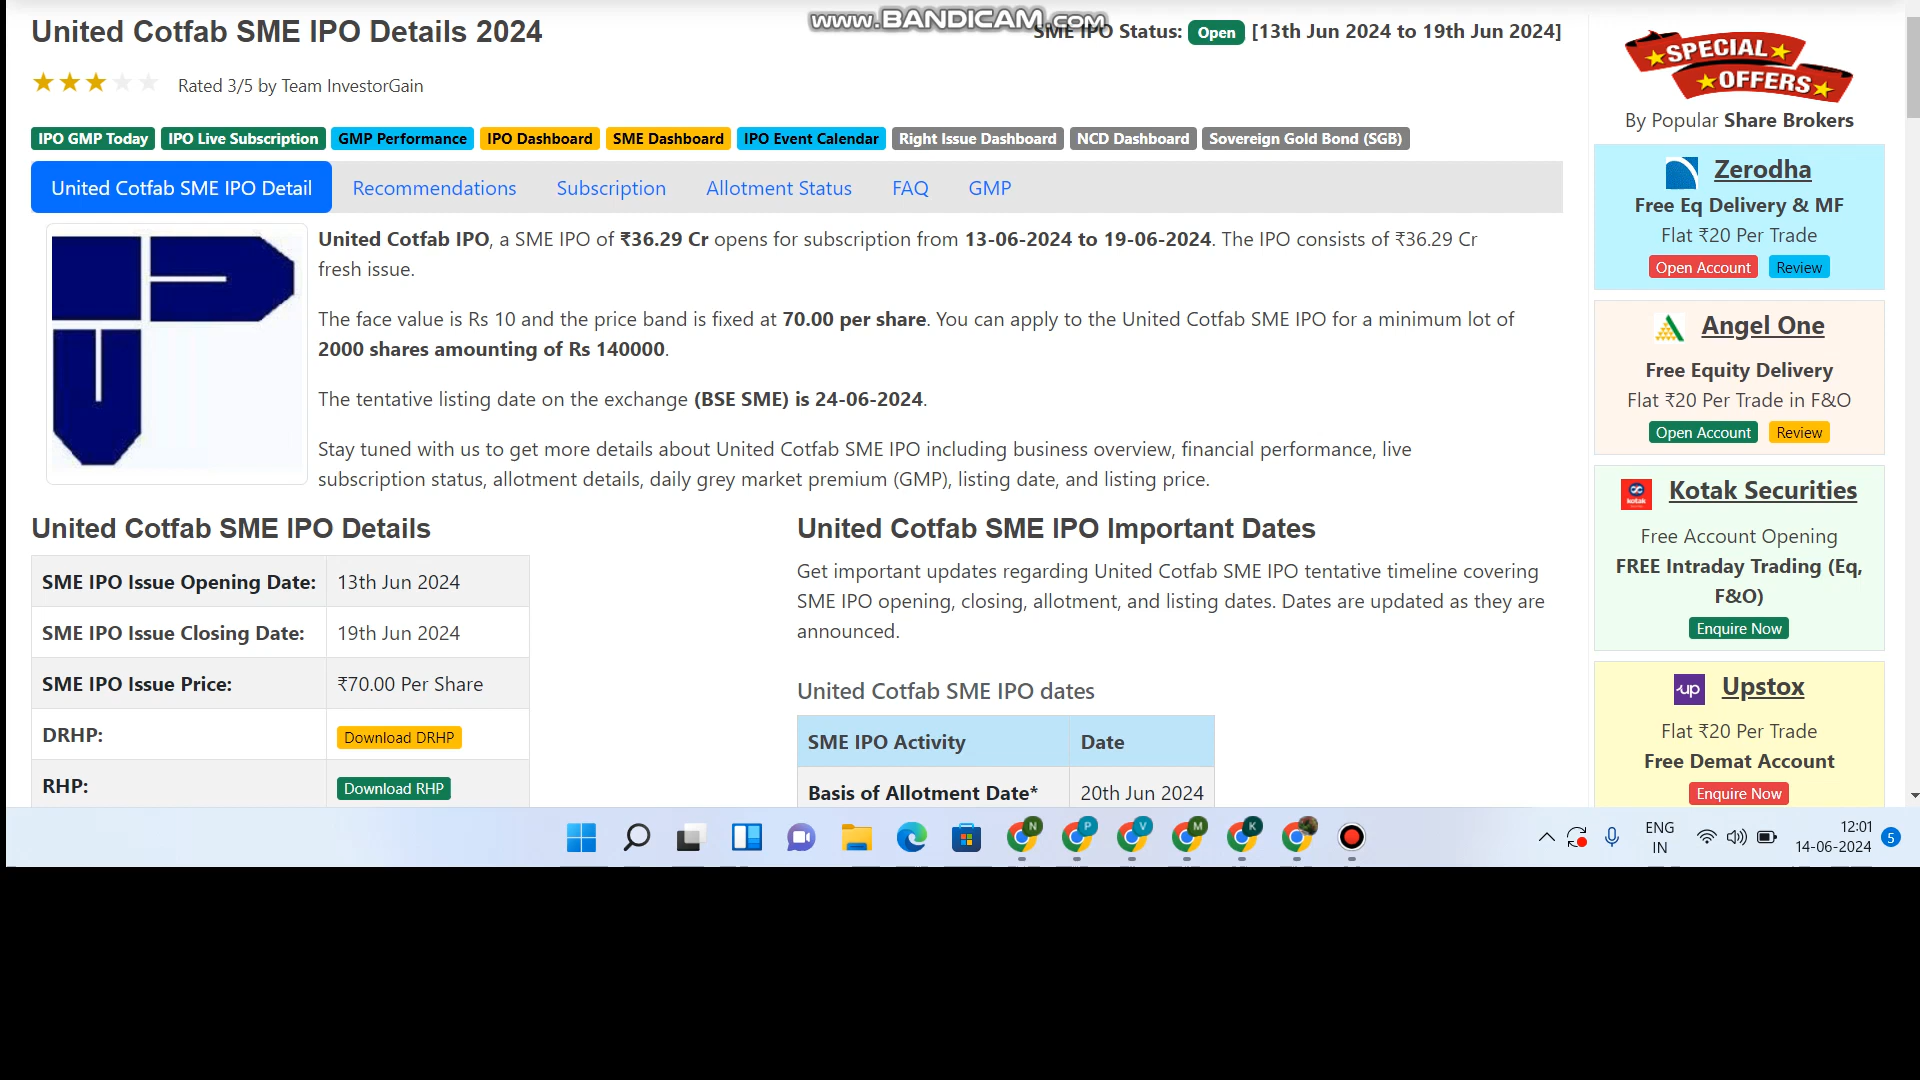 www.BANDICAM.COM
United Cotfab SME IPO Details 2024
SME IPO Status: Open [13th Jun 2024 to 19th Jun 2024]
Rated 3/5 by Team InvestorGain
IPO GMP Today IPO Live Subscription GMP Performance IPO Dashboard SME Dashboard IPO Event Calendar Right Issue Dashboard NCD Dashboard Sovereign Gold Bond (SGB)
United Cotfab SME IPO Detail Recommendations Subscription Allotment Status FAQ GMP
United Cotfab IPO, a SME IPO of ₹36.29 Cr opens for subscription from 13-06-2024 to 19-06-2024. The IPO consists of ₹36.29 Cr
fresh issue.
The face value is Rs 10 and the price band is fixed at 70.00 per share. You can apply to the United Cotfab SME IPO for a minimum lot of
2000 shares amounting of Rs 140000.
The tentative listing date on the exchange (BSE SME) is 24-06-2024.
Stay tuned with us to get more details about United Cotfab SME IPO including business overview, financial performance, live
subscription status, allotment details, daily grey market premium (GMP), listing date, and listing price.
United Cotfab SME IPO Details
SME IPO Issue Opening Date: 13th Jun 2024
SME IPO Issue Closing Date: 19th Jun 2024
SME IPO Issue Price: ₹70.00 Per Share
DRHP: Download DRHP
RHP: Download RHP
United Cotfab SME IPO Important Dates
Get important updates regarding United Cotfab SME IPO tentative timeline covering
SME IPO opening, closing, allotment, and listing dates. Dates are updated as they are
announced.
United Cotfab SME IPO dates
SME IPO Activity Date
Basis of Allotment Date* 20th Jun 2024
SPECIAL
OFFERS
By Popular Share Brokers
Zerodha
Free Eq Delivery & MF
Flat ₹20 Per Trade
Open Account Review
Angel One
Free Equity Delivery
Flat ₹20 Per Trade in F&O
Open Account Review
kotak
Kotak Securities
Free Account Opening
FREE Intraday Trading (Eq,
F&O)
Enquire Now
up
Upstox
Flat ₹20 Per Trade
Free Demat Account
Enquire Now
N P V M K
ENG
IN
12:01
14-06-2024
5